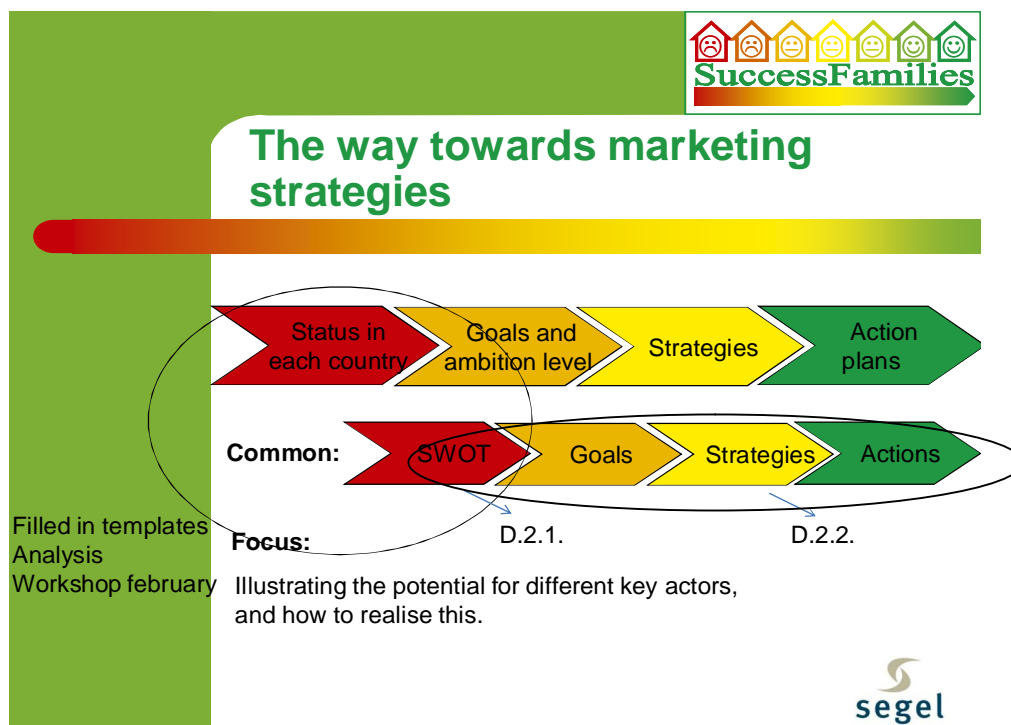 SuccessFamilies
The way towards marketing
strategies
Status in
each country
Goals and
ambition level
Strategies
Action
plans
Common:
SWOT
Goals
Strategies
Actions
D.2.1.
D.2.2.
Filled in templates
Analysis
Workshop february
Focus:
Illustrating the potential for different key actors,
and how to realise this.
segel